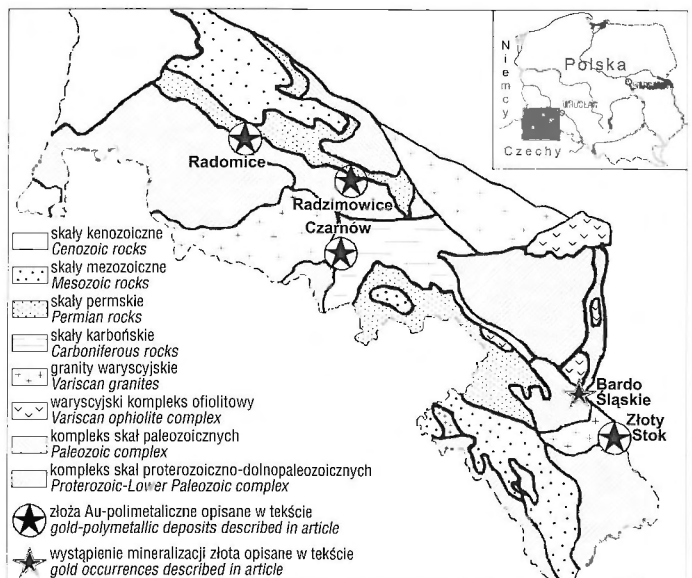 Niemcy
Polska
Czechy
Radomice
Radzimowice
Czarnów
Bardo
Śląskie
Złoty
Stok
skały kenozoiczne
Cenozoic rocks
skały mezozoiczne
Mesozoic rocks
skały permskie
Permian rocks
skały karbońskie
Carboniferous rocks
granity waryscyjskie
Variscan granites
waryscyjski kompleks ofiolitowy
Variscan ophiolite complex
kompleks skał paleozoicznych
Paleozoic complex
kompleks skał proterozoiczno-dolnopaleozoicznych
Proterozoic-Lower Paleozoic complex
złoża Au-polimetaliczne opisane w tekście
gold-polymetallic deposits described in article
wystąpienie mineralizacji złota opisane w tekście
gold occurrences described in article